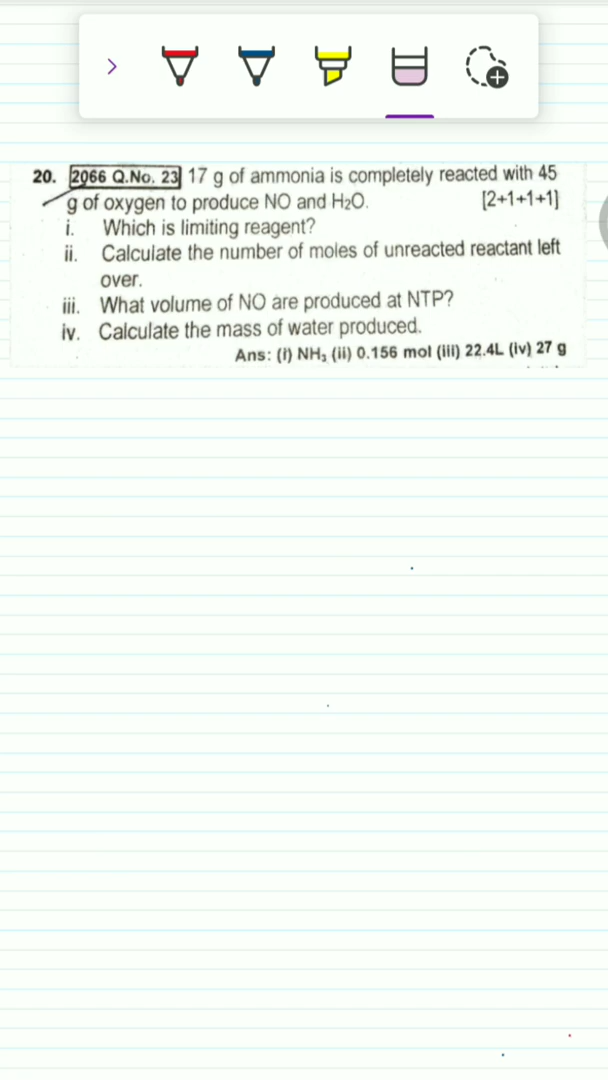 20. 2066 Q.No. 23 17 g of ammonia is completely reacted with 45
g of oxygen to produce NO and H₂O. [2+1+1+1]
i. Which is limiting reagent?
ii. Calculate the number of moles of unreacted reactant left
over.
iii. What volume of NO are produced at NTP?
iv. Calculate the mass of water produced.
Ans: (i) NH₃ (ii) 0.156 mol (iii) 22.4L (iv) 27 g